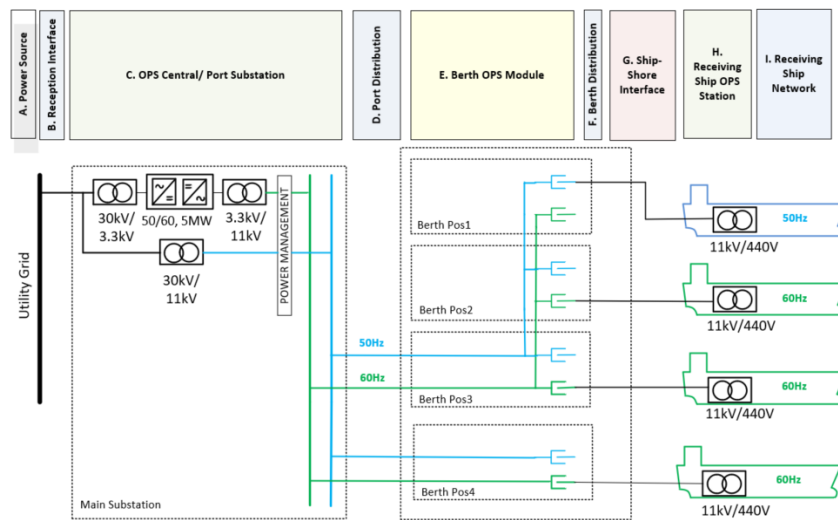 A. Power Source
B. Reception Interface
C. OPS Central/ Port Substation
D. Port Distribution
E. Berth OPS Module
F. Berth Distribution
G. Ship-
Shore
Interface
H.
Receiving
Ship OPS
Station
I. Receiving
Ship
Network
Utility Grid
30kV/
3.3kV
50/60, 5MW
3.3kV/
11kV
30kV/
11kV
POWER MANAGEMENT
Main Substation
50Hz
60Hz
Berth Pos1
Berth Pos2
Berth Pos3
Berth Pos4
50Hz
11kV/440V
60Hz
11kV/440V
60Hz
11kV/440V
60Hz
11kV/440V